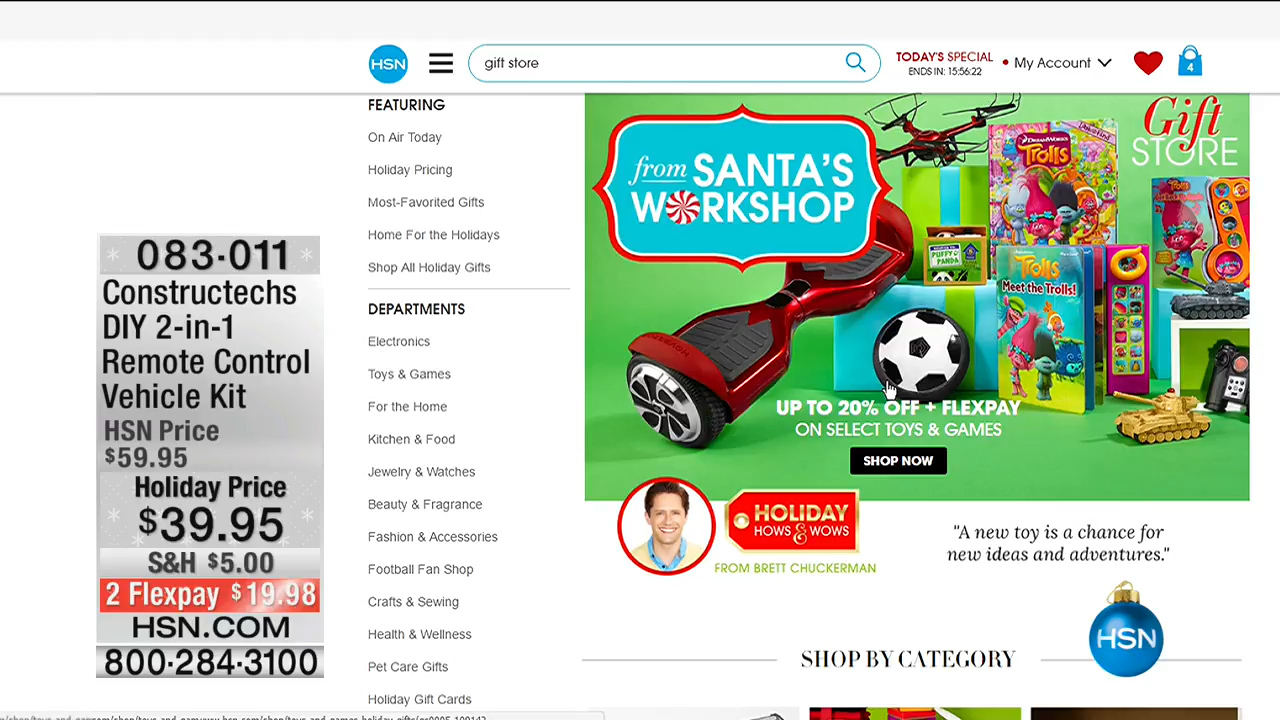 HSN
gift store
TODAY'S SPECIAL
ENDS IN: 15:56:22
My Account
4
FEATURING
On Air Today
Holiday Pricing
Most-Favorited Gifts
Home For the Holidays
Shop All Holiday Gifts
DEPARTMENTS
Electronics
Toys & Games
For the Home
Kitchen & Food
Jewelry & Watches
Beauty & Fragrance
Fashion & Accessories
Football Fan Shop
Crafts & Sewing
Health & Wellness
Pet Care Gifts
Holiday Gift Cards
083-011
Constructechs
DIY 2-in-1
Remote Control
Vehicle Kit
HSN Price
$59.95
Holiday Price
$39.95
S&H $5.00
2 Flexpay $19.98
HSN.COM
800-284-3100
from SANTA'S
WORKSHOP
Gift
STORE
DREAMWORKS
Trolls
Trolls
PUFFY
PANDA
Trolls
Meet the Trolls!
UP TO 20% OFF + FLEXPAY
ON SELECT TOYS & GAMES
SHOP NOW
HOLIDAY
HOWS & WOWS
FROM BRETT CHUCKERMAN
"A new toy is a chance for
new ideas and adventures."
HSN
SHOP BY CATEGORY